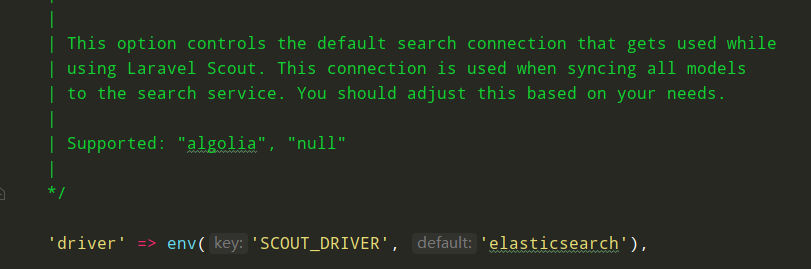 |
| This option controls the default search connection that gets used while
| using Laravel Scout. This connection is used when syncing all models
| to the search service. You should adjust this based on your needs.
|
| Supported: "algolia", "null"
|
*/
'driver' => env( key: 'SCOUT_DRIVER', default: 'elasticsearch'),